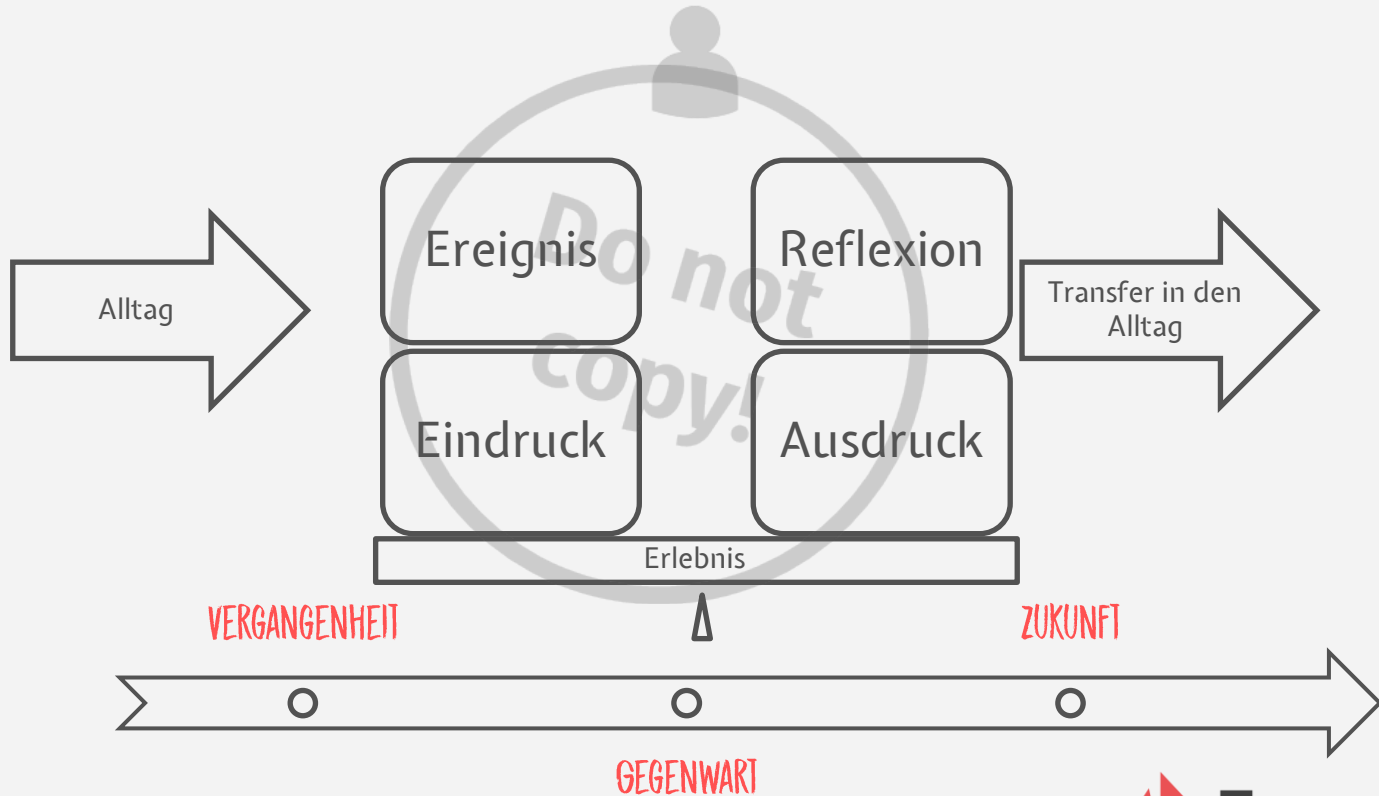 Do not
copy!
Ereignis
Reflexion
Alltag
Transfer in den
Alltag
Eindruck
Ausdruck
Erlebnis
VERGANGENHEIT
ZUKUNFT
GEGENWART